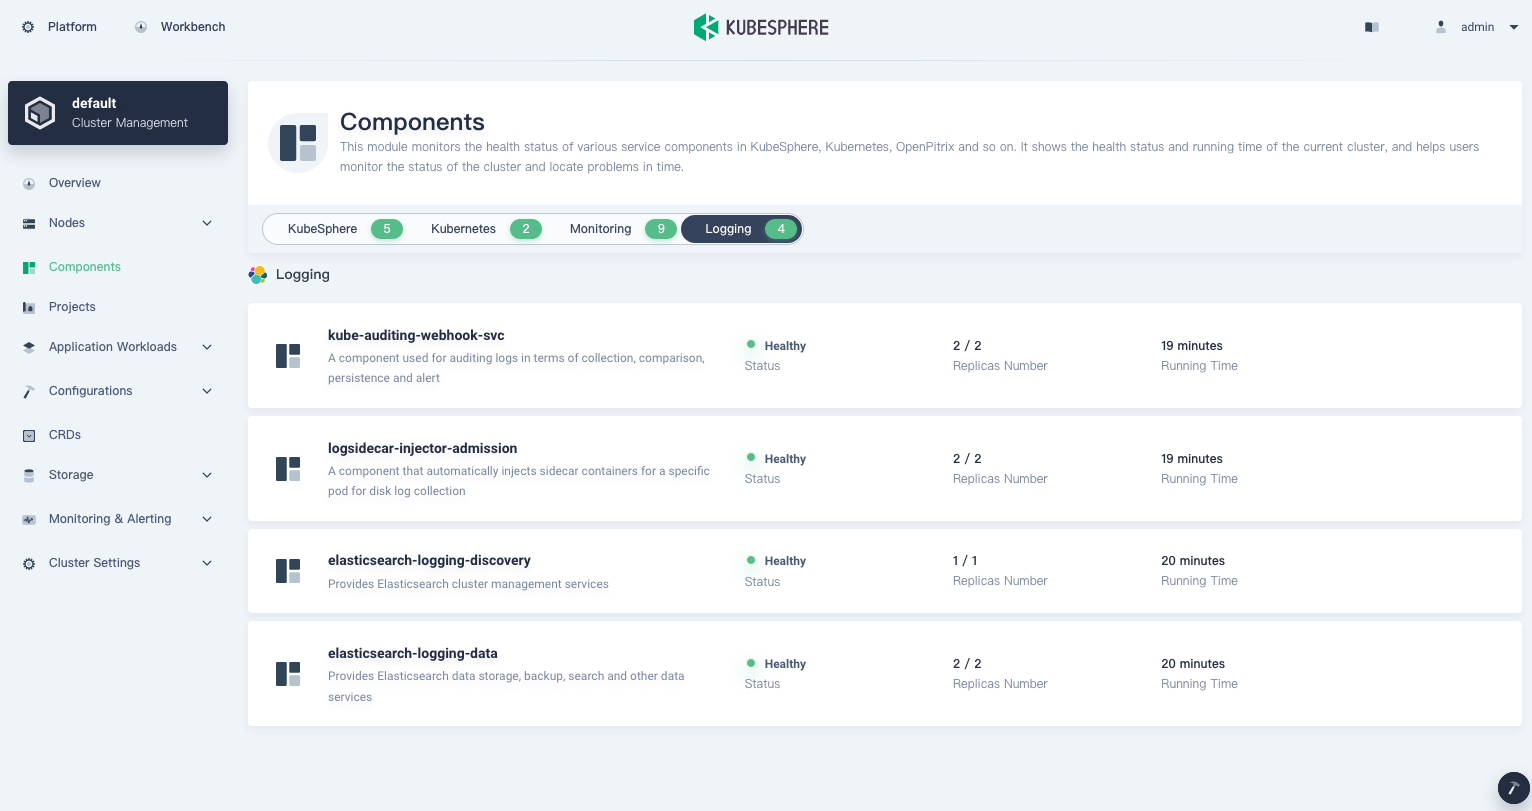 Platform
Workbench
KUBESPHERE
admin
default
Cluster Management
Overview
Nodes
Components
Projects
Application Workloads
Configurations
CRDs
Storage
Monitoring & Alerting
Cluster Settings
Components
This module monitors the health status of various service components in KubeSphere, Kubernetes, OpenPitrix and so on. It shows the health status and running time of the current cluster, and helps users
monitor the status of the cluster and locate problems in time.
KubeSphere 5 Kubernetes 2 Monitoring 9 Logging 4
Logging
kube-auditing-webhook-svc
A component used for auditing logs in terms of collection, comparison,
persistence and alert
Healthy
Status
2 / 2
Replicas Number
19 minutes
Running Time
logsidecar-injector-admission
A component that automatically injects sidecar containers for a specific
pod for disk log collection
Healthy
Status
2 / 2
Replicas Number
19 minutes
Running Time
elasticsearch-logging-discovery
Provides Elasticsearch cluster management services
Healthy
Status
1 / 1
Replicas Number
20 minutes
Running Time
elasticsearch-logging-data
Provides Elasticsearch data storage, backup, search and other data
services
Healthy
Status
2 / 2
Replicas Number
20 minutes
Running Time